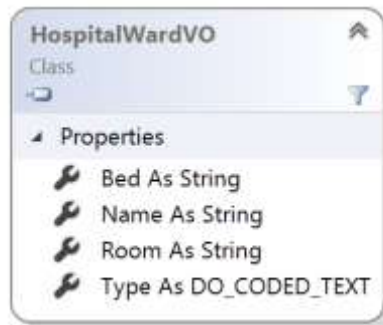 HospitalWardVO
Class
Properties
Bed As String
Name As String
Room As String
Type As DO_CODED_TEXT